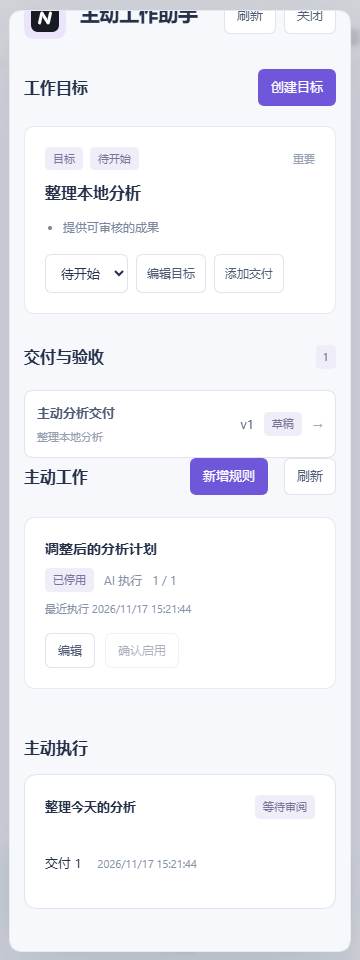 N 主动工作助手 刷新 关闭
工作目标 创建目标
目标 待开始 重要
整理本地分析
• 提供可审核的成果
待开始 编辑目标 添加交付
交付与验收 1
主动分析交付
整理本地分析
v1 草稿 →
主动工作 新增规则 刷新
调整后的分析计划
已停用 AI 执行 1 / 1
最近执行 2026/11/17 15:21:44
编辑 确认启用
主动执行
整理今天的分析 等待审阅
交付 1 2026/11/17 15:21:44